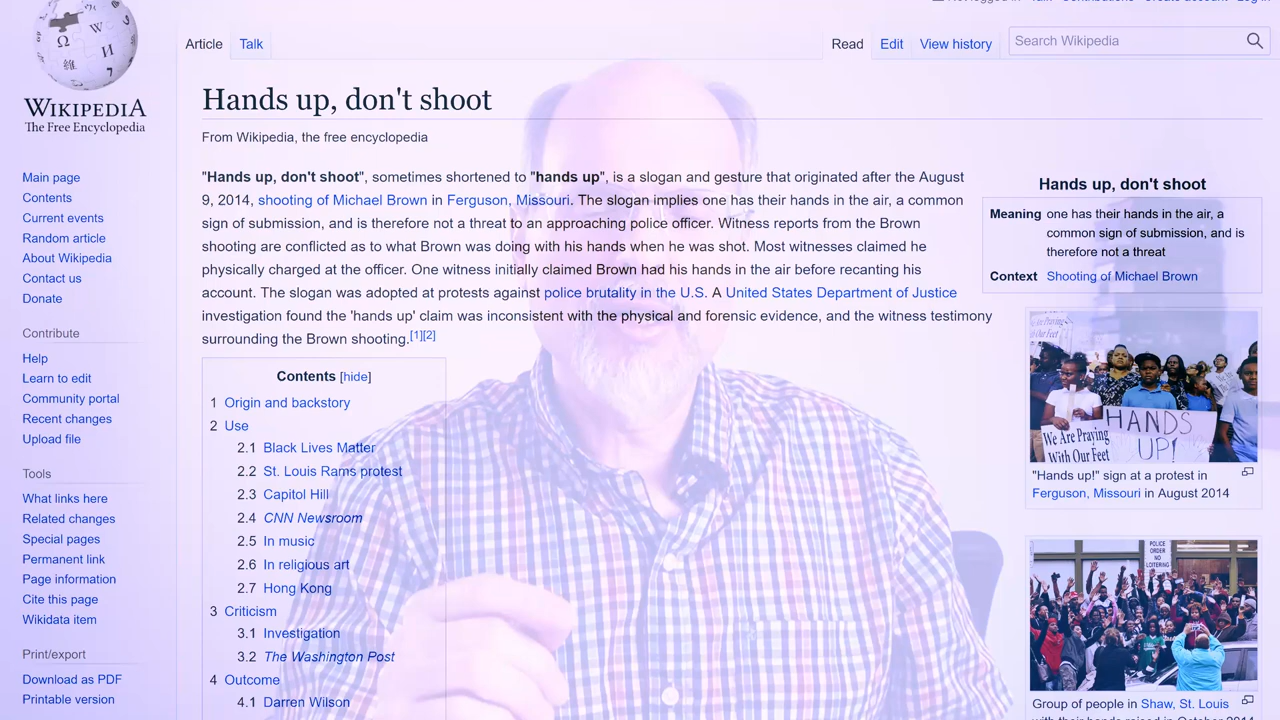 Not logged in Talk Contributions Create account Log in
WIKIPEDIA
The Free Encyclopedia
Article Talk
Read Edit View history
Search Wikipedia
Hands up, don't shoot
From Wikipedia, the free encyclopedia
Main page
Contents
Current events
Random article
About Wikipedia
Contact us
Donate
Contribute
Help
Learn to edit
Community portal
Recent changes
Upload file
Tools
What links here
Related changes
Special pages
Permanent link
Page information
Cite this page
Wikidata item
Print/export
Download as PDF
Printable version
"Hands up, don't shoot", sometimes shortened to "hands up", is a slogan and gesture that originated after the August
9, 2014, shooting of Michael Brown in Ferguson, Missouri. The slogan implies one has their hands in the air, a common
sign of submission, and is therefore not a threat to an approaching police officer. Witness reports from the Brown
shooting are conflicted as to what Brown was doing with his hands when he was shot. Most witnesses claimed he
physically charged at the officer. One witness initially claimed Brown had his hands in the air before recanting his
account. The slogan was adopted at protests against police brutality in the U.S. A United States Department of Justice
investigation found the 'hands up' claim was inconsistent with the physical and forensic evidence, and the witness testimony
surrounding the Brown shooting.[1][2]
Contents [hide]
1 Origin and backstory
2 Use
2.1 Black Lives Matter
2.2 St. Louis Rams protest
2.3 Capitol Hill
2.4 CNN Newsroom
2.5 In music
2.6 In religious art
2.7 Hong Kong
3 Criticism
3.1 Investigation
3.2 The Washington Post
4 Outcome
4.1 Darren Wilson
Hands up, don't shoot
Meaning one has their hands in the air, a
common sign of submission, and is
therefore not a threat
Context Shooting of Michael Brown
We Are Praying
With Our Feet
HANDS
UP!
"Hands up!" sign at a protest in
Ferguson, Missouri in August 2014
POLICE
ORDER
NO
LOITERING
Group of people in Shaw, St. Louis
with their hands raised in October 2014